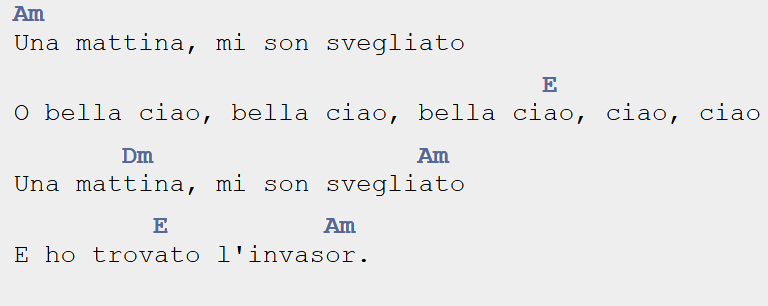 Am
Una mattina, mi son svegliato
E
O bella ciao, bella ciao, bella ciao, ciao, ciao
Dm Am
Una mattina, mi son svegliato
E Am
E ho trovato l'invasor.